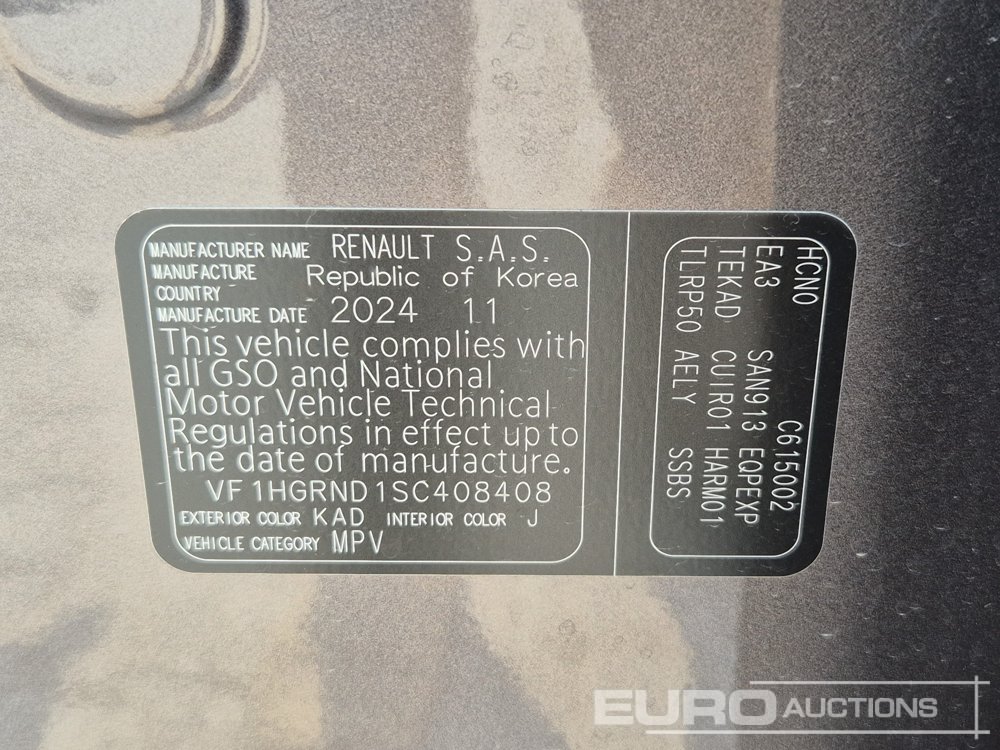 MANUFACTURER NAME RENAULT S.A.S.
MANUFACTURE COUNTRY Republic of Korea
MANUFACTURE DATE 2024 11
This vehicle complies with
all GSO and National
Motor Vehicle Technical
Regulations in effect up to
the date of manufacture.
VF1HGRND1SC408408
EXTERIOR COLOR KAD INTERIOR COLOR J
VEHICLE CATEGORY MPV
HCN0 C615002
EA3 SAN913 EQPEXP
TEKAD CUIR01 HARM01
TLRP50 AELY SSBS
EURO AUCTIONS